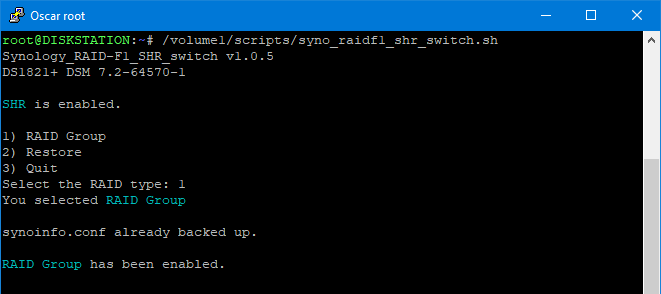 Oscar root
root@DISKSTATION:~# /volume1/scripts/syno_raidf1_shr_switch.sh
Synology_RAID-F1_SHR_switch v1.0.5
DS1821+ DSM 7.2-64570-1
SHR is enabled.
1) RAID Group
2) Restore
3) Quit
Select the RAID type: 1
You selected RAID Group
synoinfo.conf already backed up.
RAID Group has been enabled.